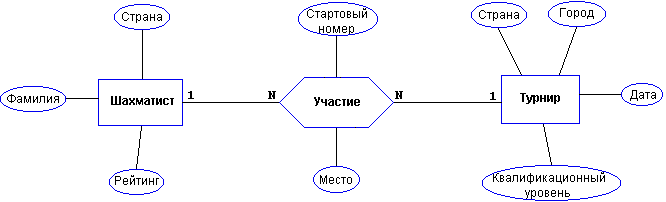 Страна
Стартовый
номер
Страна
Город
Фамилия
Шахматист
1
N
Участие
N
1
Турнир
Дата
Рейтинг
Место
Квалификационный
уровень